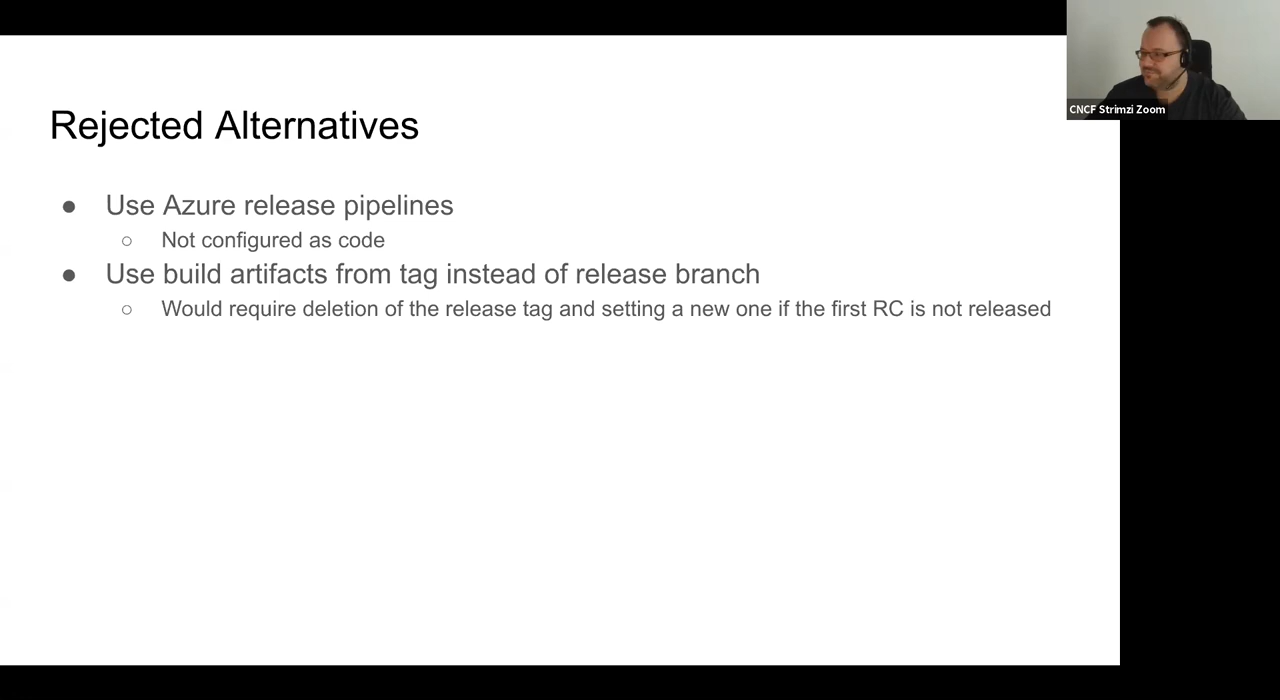 CNCF Strimzi Zoom
Rejected Alternatives
● Use Azure release pipelines
○ Not configured as code
● Use build artifacts from tag instead of release branch
○ Would require deletion of the release tag and setting a new one if the first RC is not released